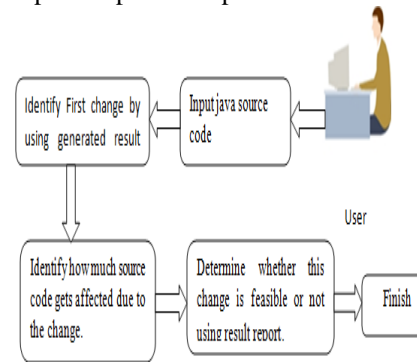 Input java source
code
Identify First change by
using generated result
User
Identify how much source
code gets affected due to
the change.
Determine whether this
change is feasible or not
using result report.
Finish